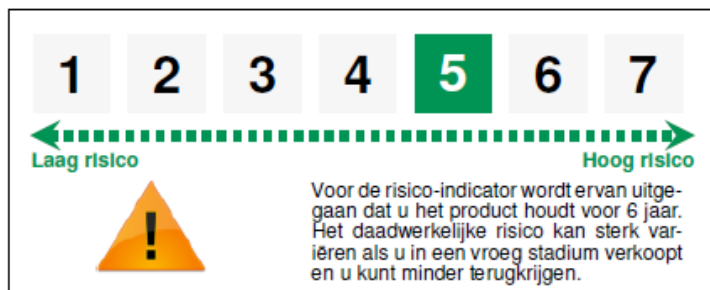 1 2 3 4 5 6 7
Laag risico Hoog risico
Voor de risico-indicator wordt ervan uitge-
gaan dat u het product houdt voor 6 jaar.
Het daadwerkelijke risico kan sterk var-
iëren als u in een vroeg stadium verkoopt
en u kunt minder terugkrijgen.